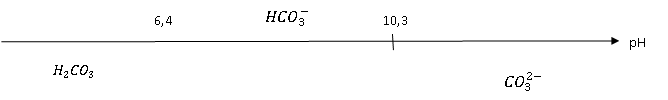 6,4 HCO₃⁻ 10,3
pH
H₂CO₃ CO₃²⁻